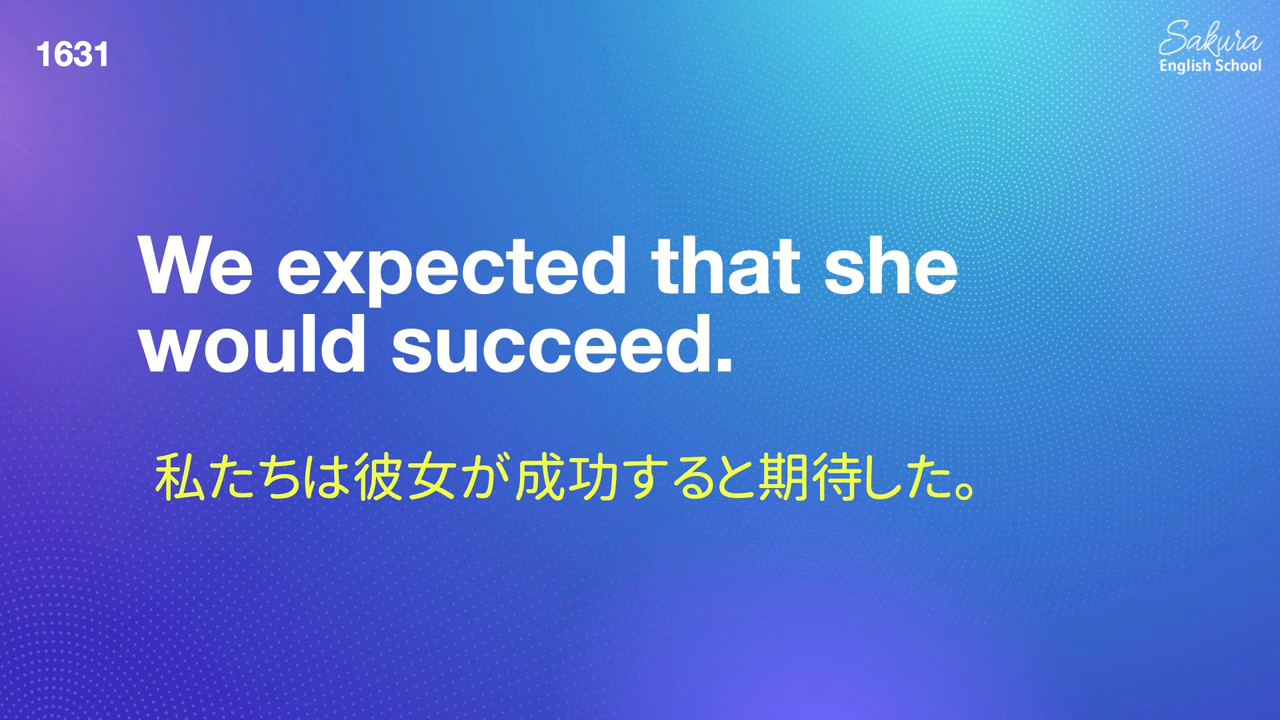 1631
Sakura
English School
We expected that she
would succeed.
私たちは彼女が成功すると期待した。